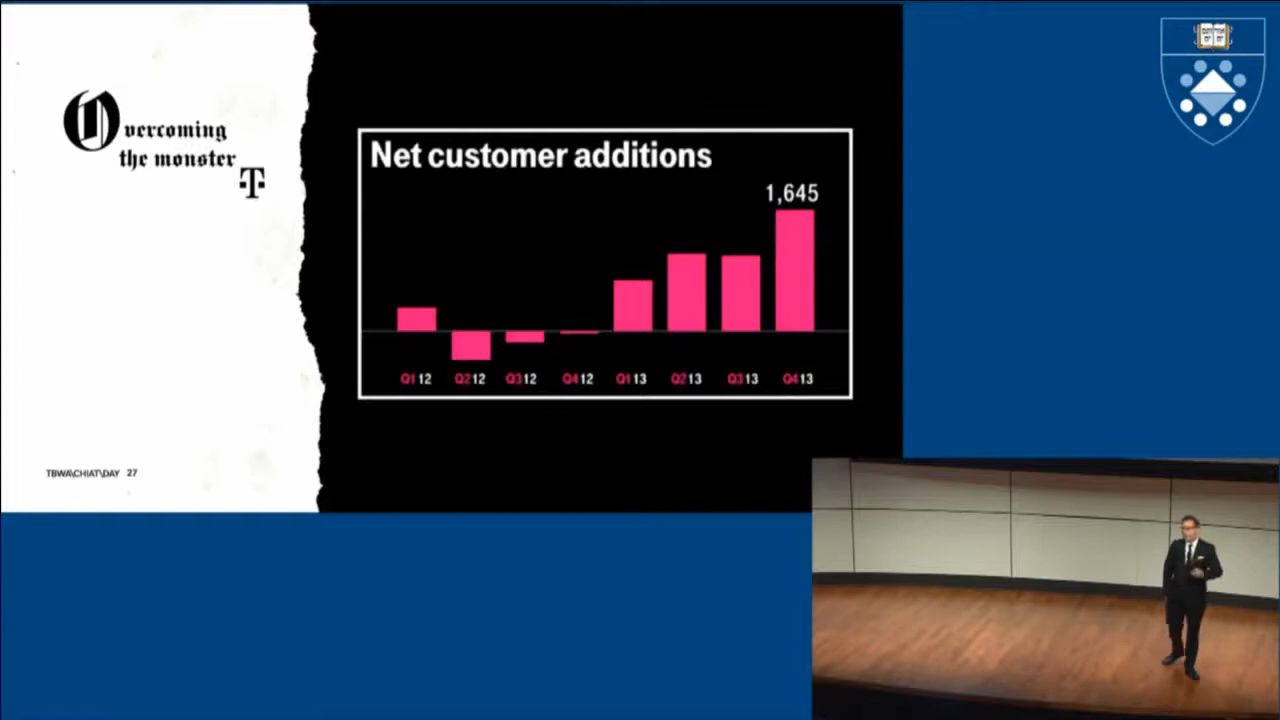 Overcoming
the monster
T
TBWA\CHIAT\DAY 27
Net customer additions
1,645
Q1 12 Q2 12 Q3 12 Q4 12 Q1 13 Q2 13 Q3 13 Q4 13